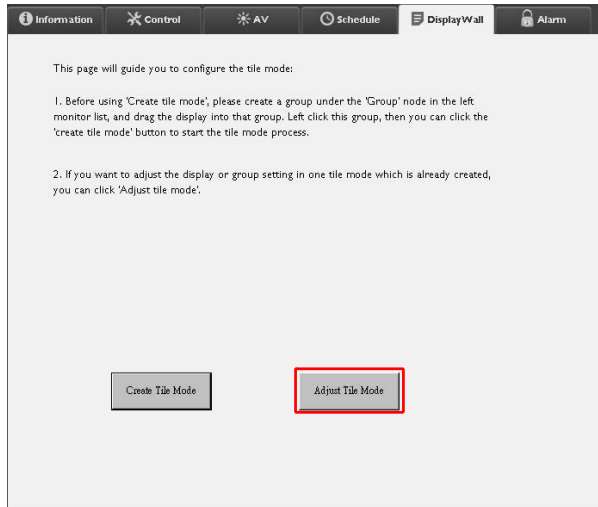 Information Control AV Schedule DisplayWall Alarm
This page will guide you to configure the tile mode:
1. Before using 'Create tile mode', please create a group under the 'Group' node in the left
monitor list, and drag the display into that group. Left click this group, then you can click the
'create tile mode' button to start the tile mode process.
2. If you want to adjust the display or group setting in one tile mode which is already created,
you can click 'Adjust tile mode'.
Create Tile Mode Adjust Tile Mode